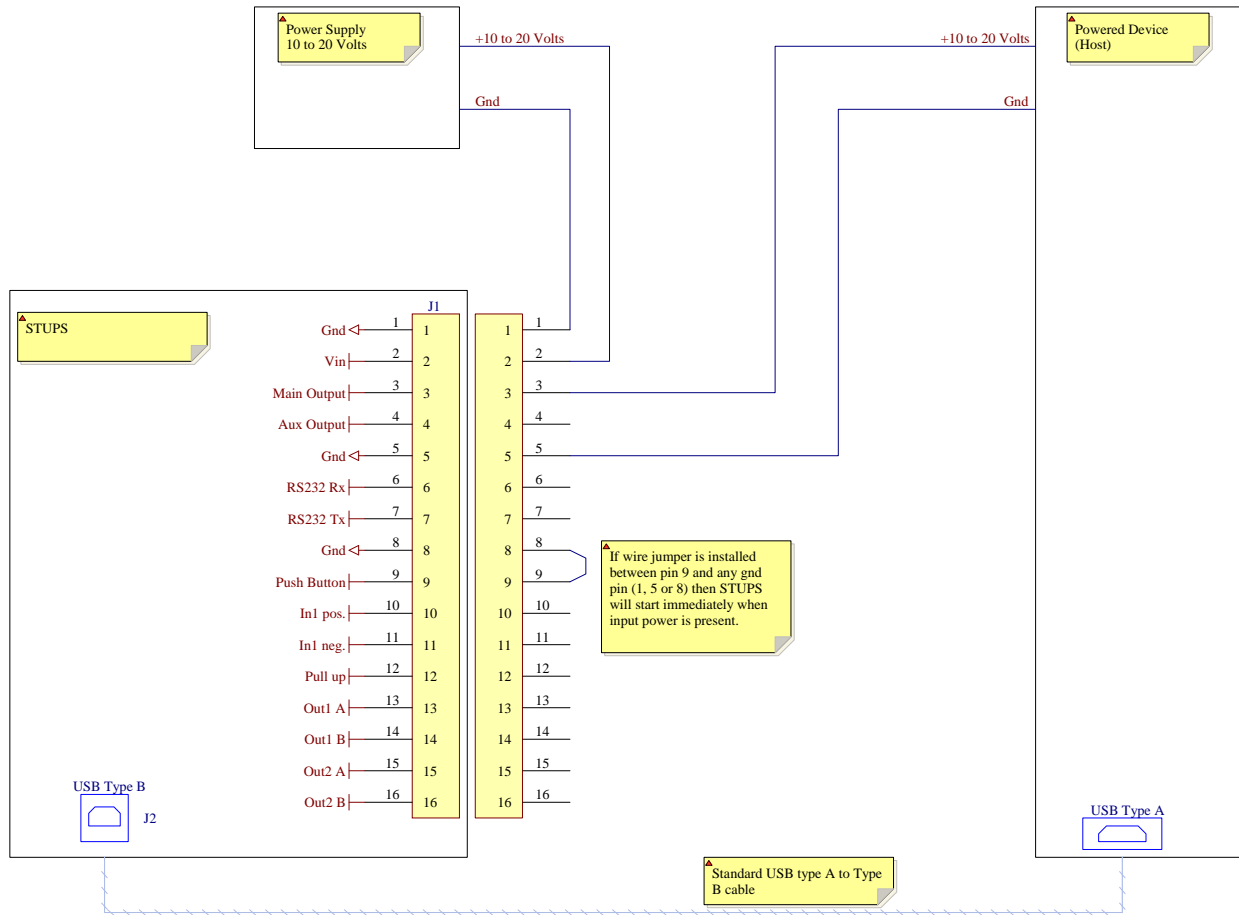 Power Supply
10 to 20 Volts
+10 to 20 Volts
Gnd
+10 to 20 Volts
Gnd
Powered Device
(Host)
STUPS
J1
Gnd 1 1 1 1
Vin 2 2 2 2
Main Output 3 3 3 3
Aux Output 4 4 4 4
Gnd 5 5 5 5
RS232 Rx 6 6 6 6
RS232 Tx 7 7 7 7
Gnd 8 8 8 8
Push Button 9 9 9 9
In1 pos. 10 10 10 10
In1 neg. 11 11 11 11
Pull up 12 12 12 12
Out1 A 13 13 13 13
Out1 B 14 14 14 14
Out2 A 15 15 15 15
Out2 B 16 16 16 16
If wire jumper is installed
between pin 9 and any gnd
pin (1, 5 or 8) then STUPS
will start immediately when
input power is present.
USB Type B
J2
USB Type A
Standard USB type A to Type
B cable